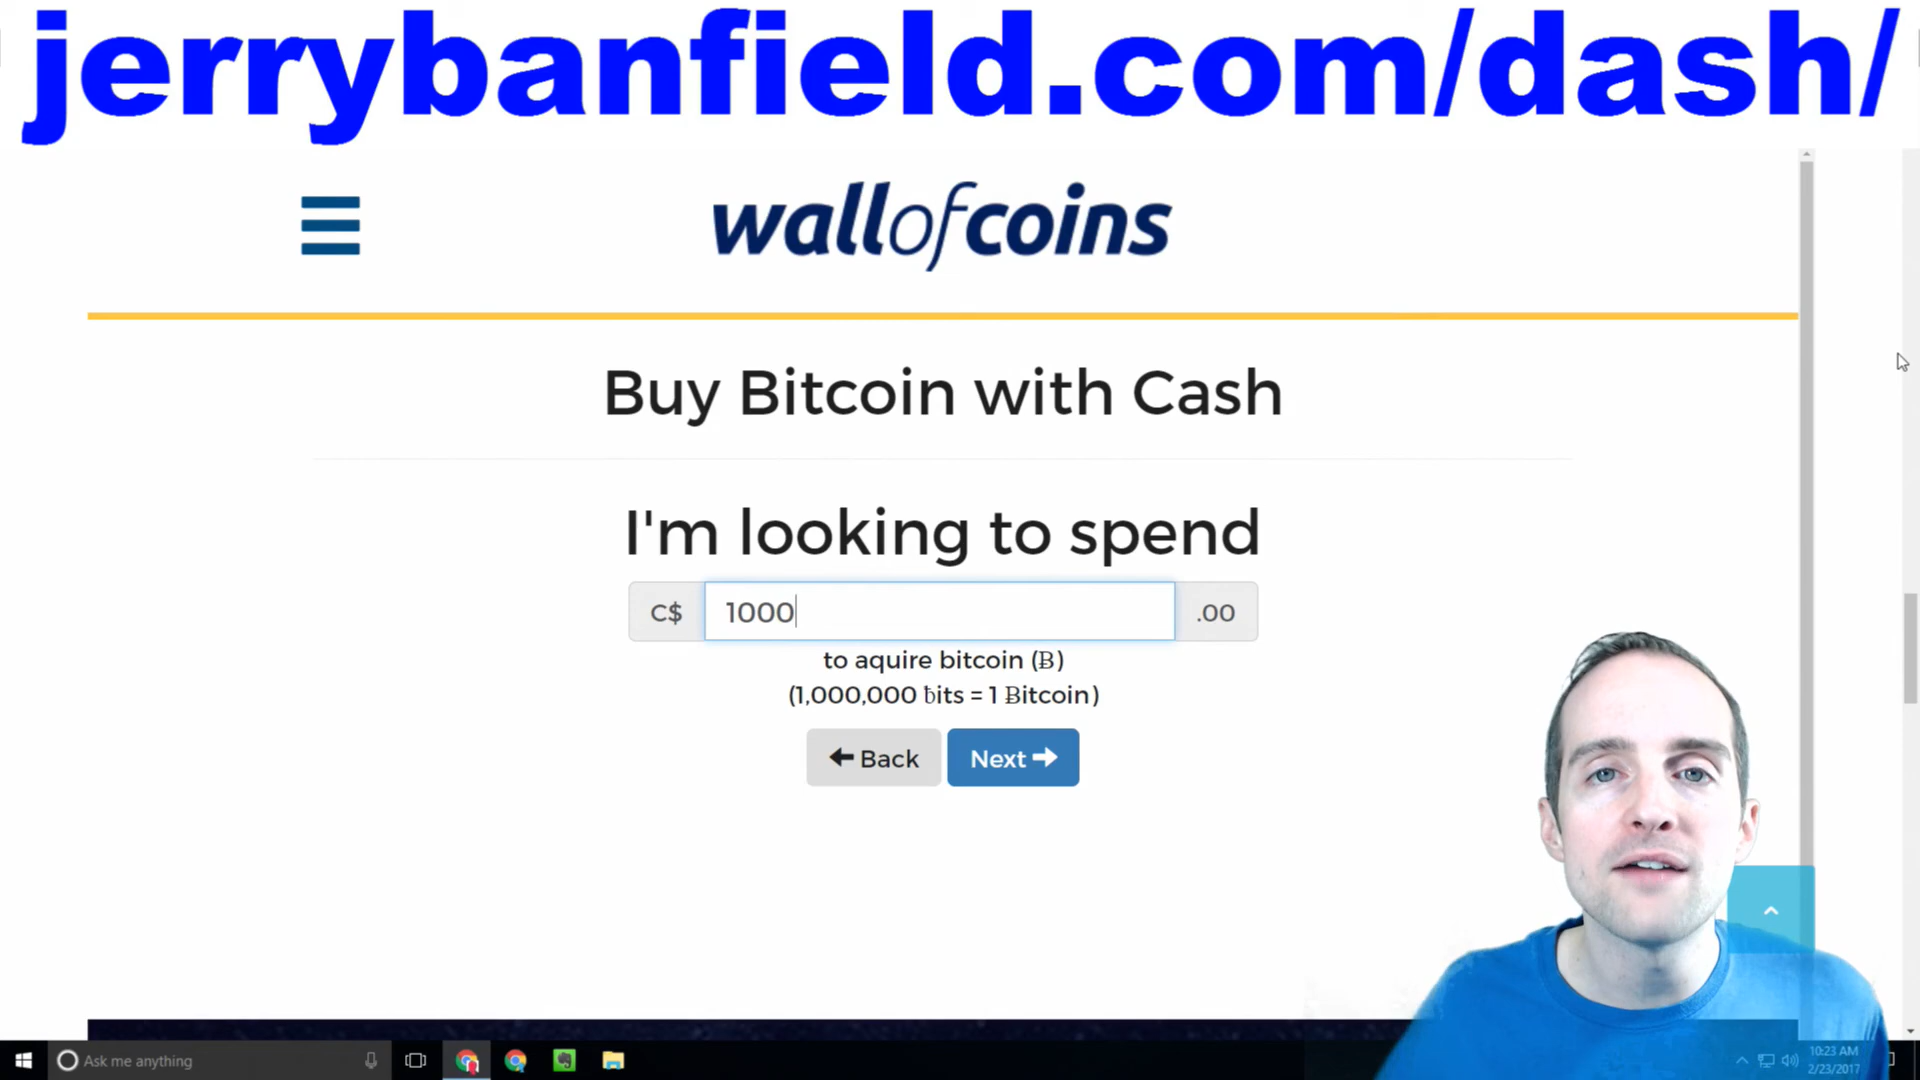 jerrybanfield.com/dash/
wallofcoins
Buy Bitcoin with Cash
I'm looking to spend
C$ 1000 .00
to aquire bitcoin (Ƀ)
(1,000,000 ƀits = 1 Ƀitcoin)
Back Next
Ask me anything
10:23 AM
2/23/2017